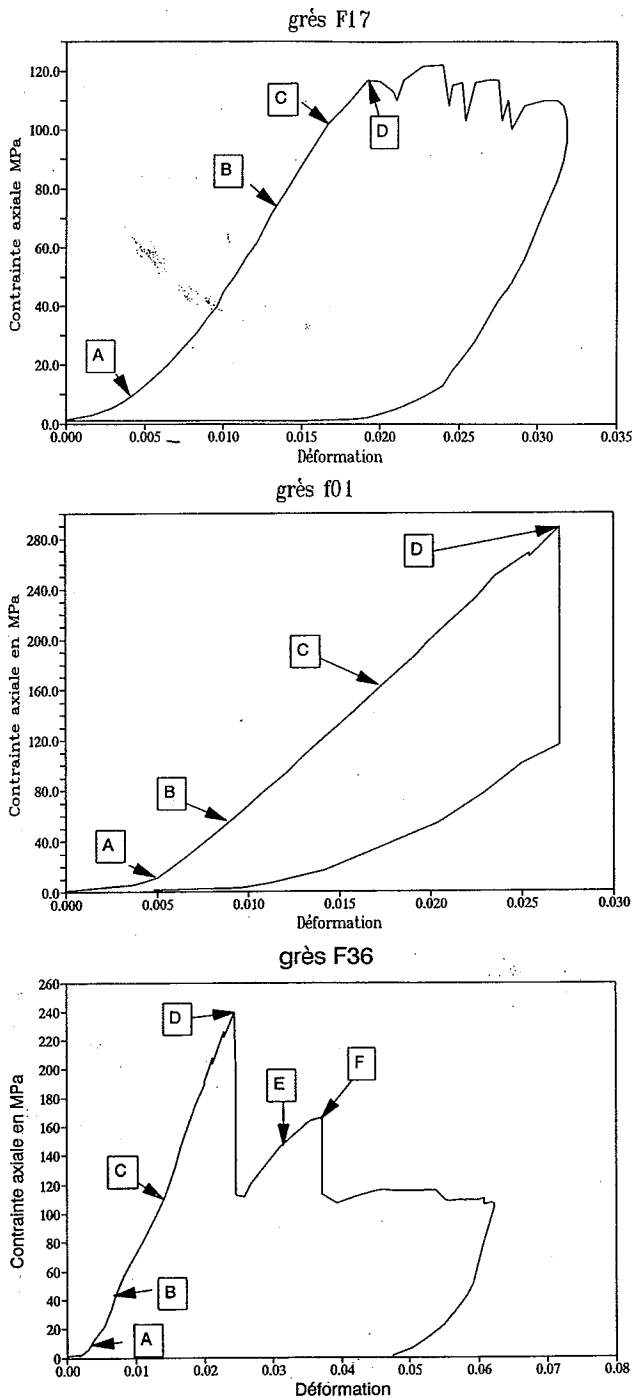 grès F17
Contrainte axiale MPa
120.0
100.0
80.0
60.0
40.0
20.0
0.0
A
B
C
D
0.000 0.005 0.010 0.015 0.020 0.025 0.030 0.035
Déformation
grès f01
Contrainte axiale en MPa
280.0
240.0
200.0
160.0
120.0
80.0
40.0
0.0
A
B
C
D
0.000 0.005 0.010 0.015 0.020 0.025 0.030
Déformation
grès F36
Contrainte axiale en MPa
260
240
220
200
180
160
140
120
100
80
60
40
20
0
D
E
F
C
B
A
0.00 0.01 0.02 0.03 0.04 0.05 0.06 0.07 0.08
Déformation